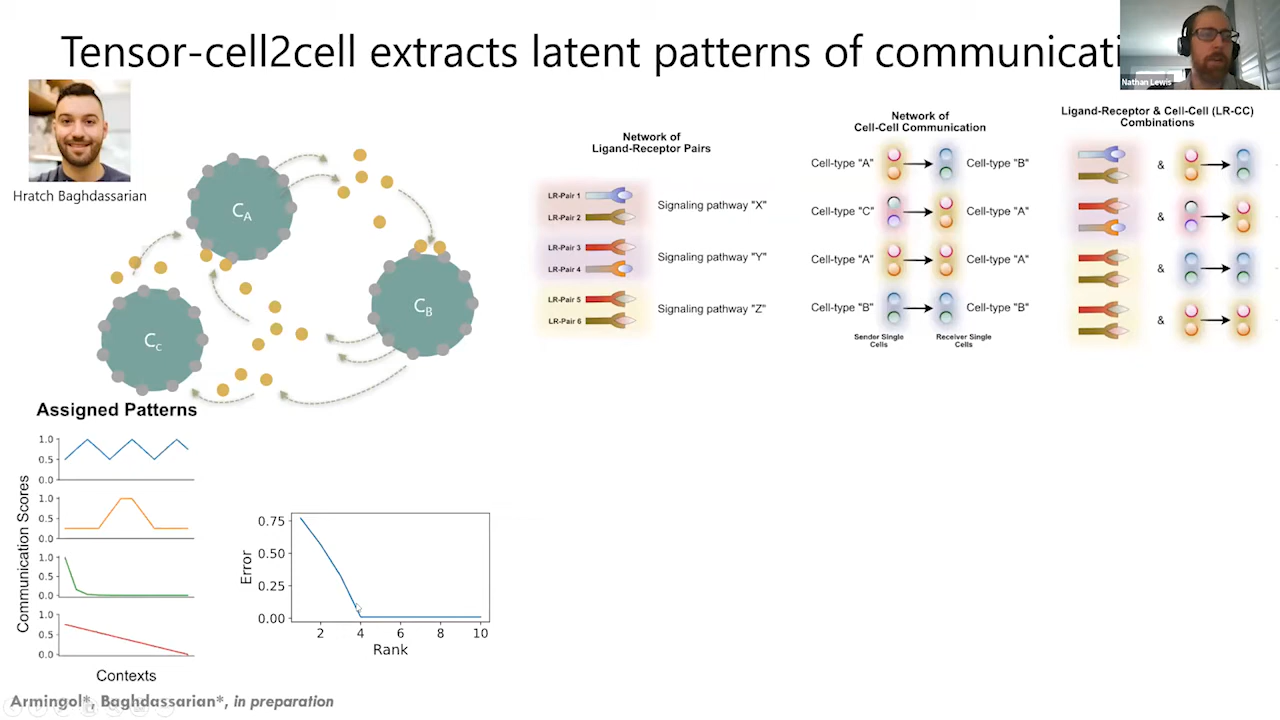 Tensor-cell2cell extracts latent patterns of communicati
Nathan Lewis
Hratch Baghdassarian
C_A
C_B
C_C
Network of
Ligand-Receptor Pairs
LR-Pair 1
LR-Pair 2
Signaling pathway "X"
LR-Pair 3
LR-Pair 4
Signaling pathway "Y"
LR-Pair 5
LR-Pair 6
Signaling pathway "Z"
Network of
Cell-Cell Communication
Cell-type "A" Cell-type "B"
Cell-type "C" Cell-type "A"
Cell-type "A" Cell-type "A"
Cell-type "B" Cell-type "B"
Sender Single
Cells
Receiver Single
Cells
Ligand-Receptor & Cell-Cell (LR-CC)
Combinations
&
&
&
&
Assigned Patterns
Communication Scores
1.0
0.5
0.0
1.0
0.5
0.0
1.0
0.5
0.0
1.0
0.5
0.0
Contexts
Error
0.75
0.50
0.25
0.00
2 4 6 8 10
Rank
Armingol*, Baghdassarian*, in preparation